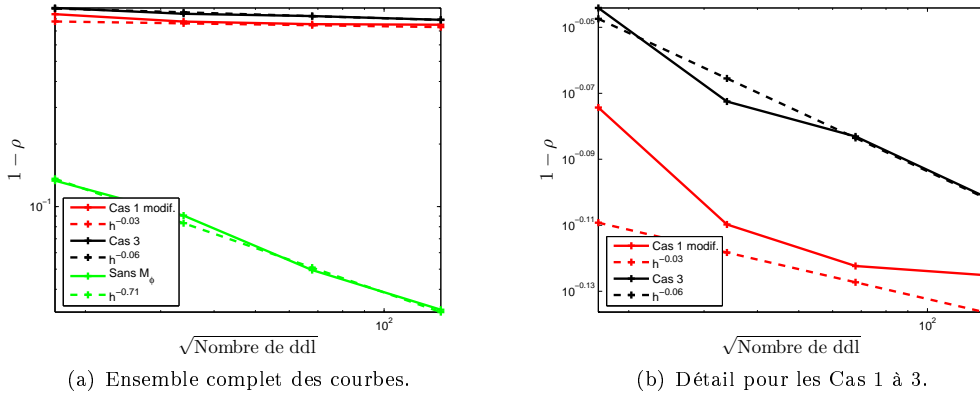 1 − ρ
10^-1
10^2
Cas 1 modif.
h^-0.03
Cas 3
h^-0.06
Sans M_ϕ
h^-0.71
√Nombre de ddl
(a) Ensemble complet des courbes.
1 − ρ
10^-0.05
10^-0.07
10^-0.09
10^-0.11
10^-0.13
10^2
Cas 1 modif.
h^-0.03
Cas 3
h^-0.06
√Nombre de ddl
(b) Détail pour les Cas 1 à 3.